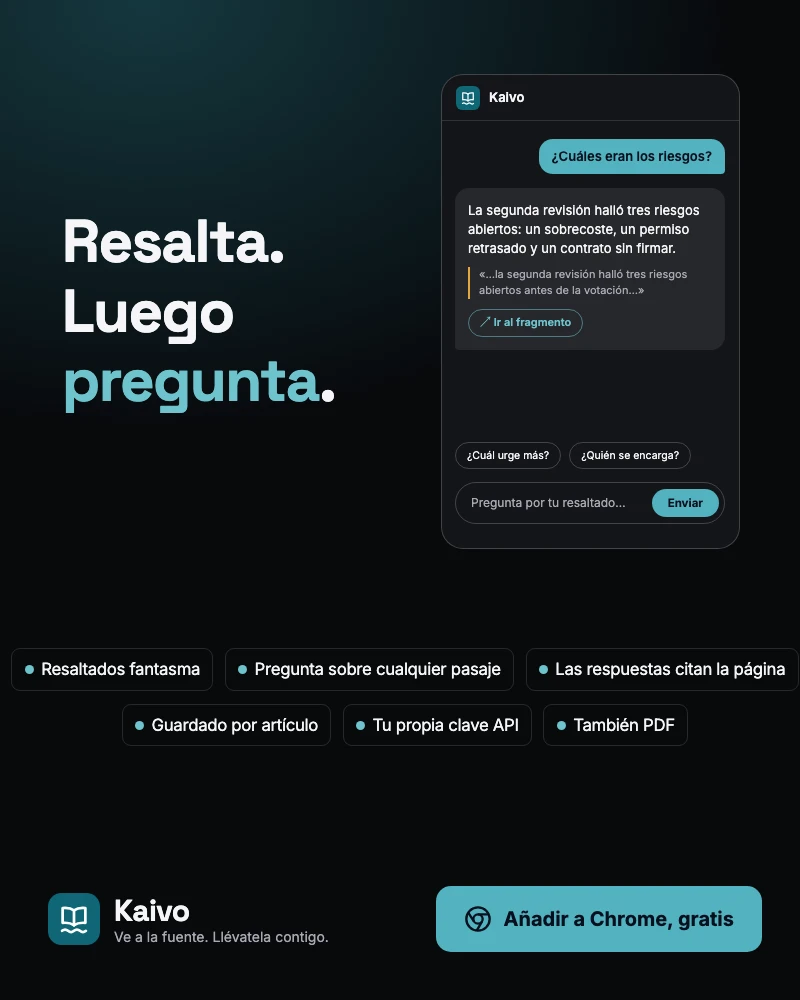 Resalta.
Luego
pregunta.
Kaivo
¿Cuáles eran los riesgos?
La segunda revisión halló tres riesgos
abiertos: un sobrecoste, un permiso
retrasado y un contrato sin firmar.
«…la segunda revisión halló tres riesgos
abiertos antes de la votación…»
↗ Ir al fragmento
¿Cuál urge más? ¿Quién se encarga?
Pregunta por tu resaltado… Enviar
Resaltados fantasma Pregunta sobre cualquier pasaje Las respuestas citan la página
Guardado por artículo Tu propia clave API También PDF
Kaivo
Ve a la fuente. Llévatela contigo.
Añadir a Chrome, gratis